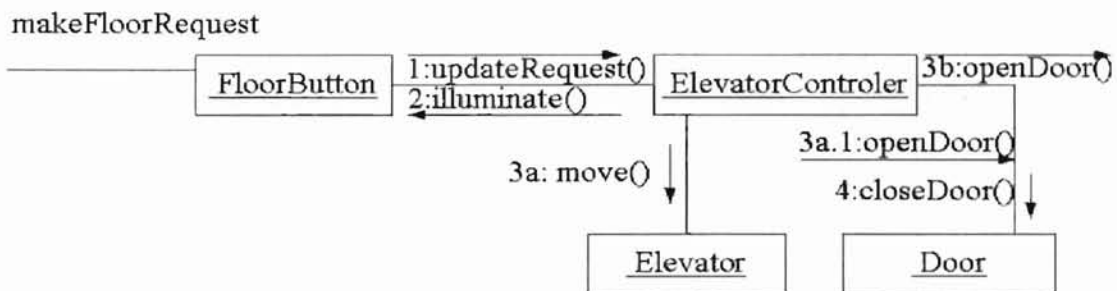 makeFloorRequest
FloorButton
1:updateRequest()
2:illuminate()
ElevatorControler
3b:openDoor()
3a.1:openDoor()
3a: move()
4:closeDoor()
Elevator
Door